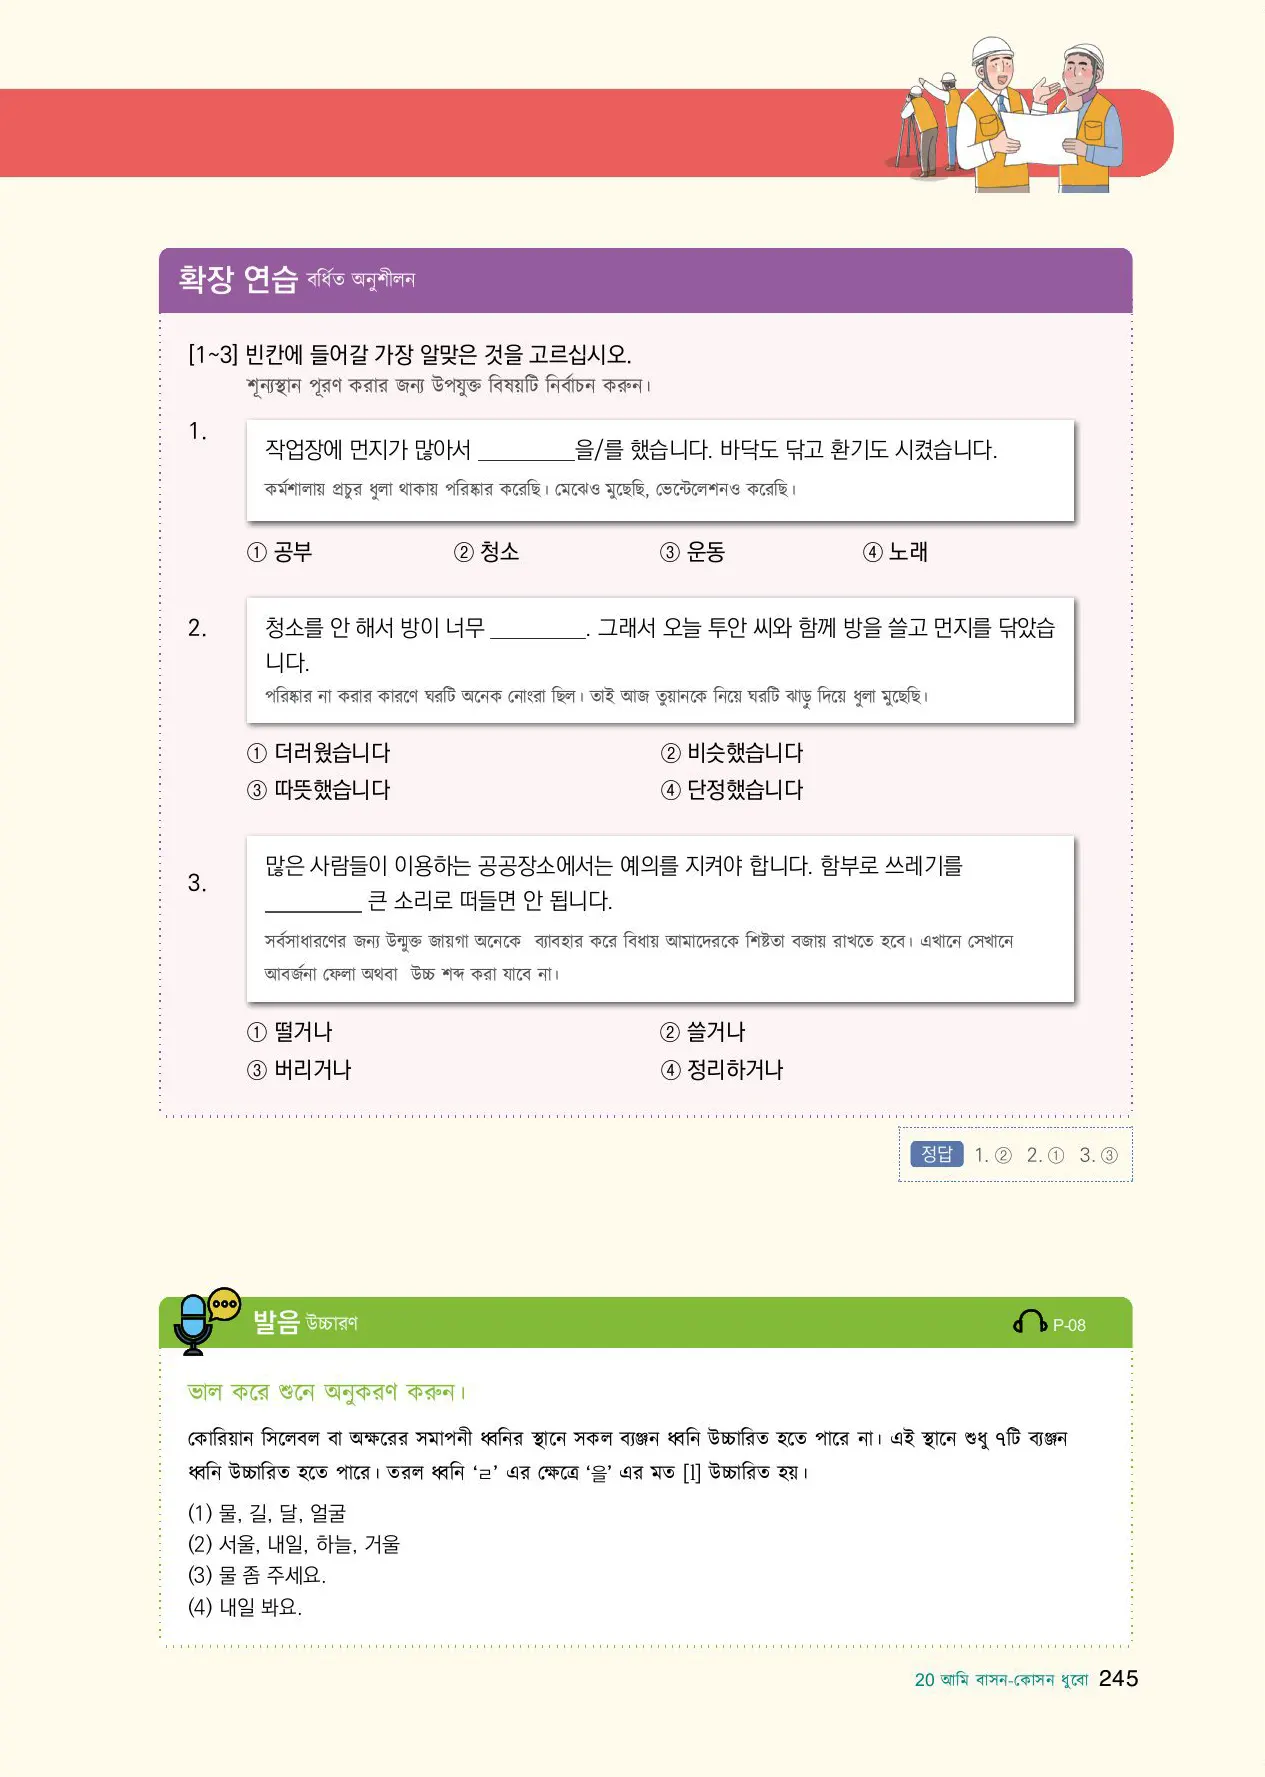 확장 연습 বর্ধিত অনুশীলন
[1~3] 빈칸에 들어갈 가장 알맞은 것을 고르십시오.
শূন্যস্থান পূরণ করার জন্য উপযুক্ত বিষয়টি নির্বাচন করুন।
1.
작업장에 먼지가 많아서 _________을/를 했습니다. 바닥도 닦고 환기도 시켰습니다.
কর্মশালায় প্রচুর ধুলা থাকায় পরিষ্কার করেছি। মেঝেও মুছেছি, ভেন্টেলেশনও করেছি।
① 공부 ② 청소 ③ 운동 ④ 노래
2.
청소를 안 해서 방이 너무 _________. 그래서 오늘 투안 씨와 함께 방을 쓸고 먼지를 닦았습
니다.
পরিষ্কার না করার কারণে ঘরটি অনেক নোংরা ছিল। তাই আজ তুয়ানকে নিয়ে ঘরটি ঝাড়ু দিয়ে ধুলা মুছেছি।
① 더러웠습니다 ② 비슷했습니다
③ 따뜻했습니다 ④ 단정했습니다
3.
많은 사람들이 이용하는 공공장소에서는 예의를 지켜야 합니다. 함부로 쓰레기를
_________ 큰 소리로 떠들면 안 됩니다.
সর্বসাধারণের জন্য উন্মুক্ত জায়গা অনেকে ব্যাবহার করে বিধায় আমাদেরকে শিষ্টতা বজায় রাখতে হবে। এখানে সেখানে
আবর্জনা ফেলা অথবা উচ্চ শব্দ করা যাবে না।
① 떨거나 ② 쓸거나
③ 버리거나 ④ 정리하거나
정답 1. ② 2. ① 3. ③
발음 উচ্চারণ P-08
ভাল করে শুনে অনুকরণ করুন।
কোরিয়ান সিলেবল বা অক্ষরের সমাপনী ধ্বনির স্থানে সকল ব্যঞ্জন ধ্বনি উচ্চারিত হতে পারে না। এই স্থানে শুধু ৭টি ব্যঞ্জন
ধ্বনি উচ্চারিত হতে পারে। তরল ধ্বনি ‘ㄹ’ এর ক্ষেত্রে ‘을’ এর মত [l] উচ্চারিত হয়।
(1) 물, 길, 달, 얼굴
(2) 서울, 내일, 하늘, 거울
(3) 물 좀 주세요.
(4) 내일 봐요.
20 আমি বাসন-কোসন ধুবো 245